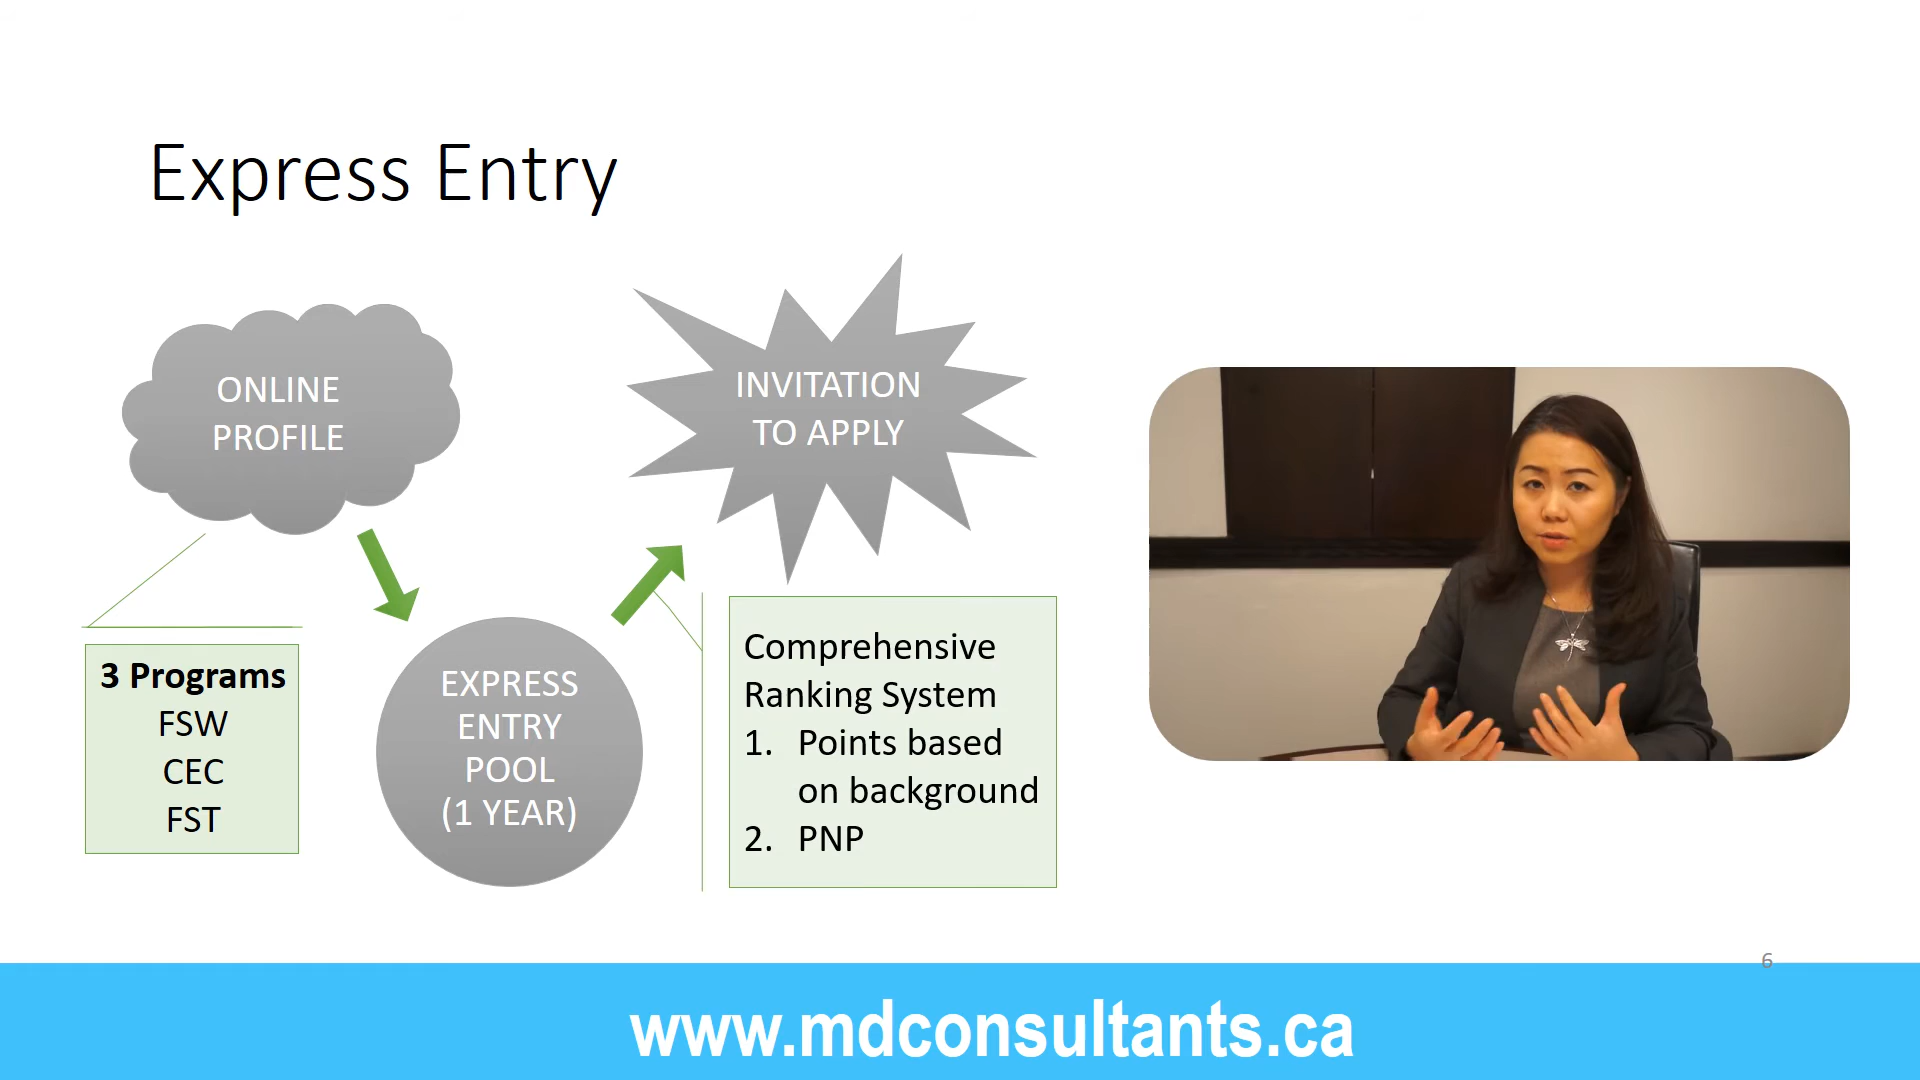 Express Entry
ONLINE
PROFILE
INVITATION
TO APPLY
3 Programs
FSW
CEC
FST
EXPRESS
ENTRY
POOL
(1 YEAR)
Comprehensive
Ranking System
1. Points based
on background
2. PNP
6
www.mdconsultants.ca